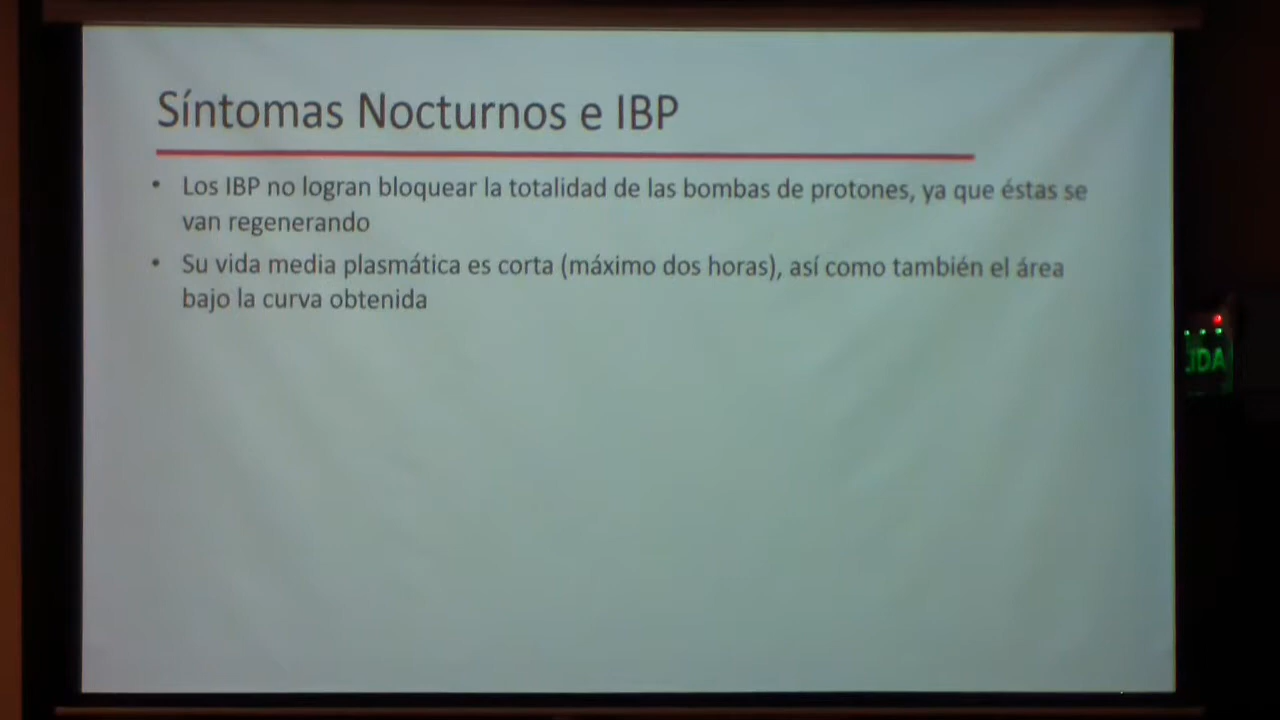 Síntomas Nocturnos e IBP
• Los IBP no logran bloquear la totalidad de las bombas de protones, ya que éstas se
van regenerando
• Su vida media plasmática es corta (máximo dos horas), así como también el área
bajo la curva obtenida
IDA